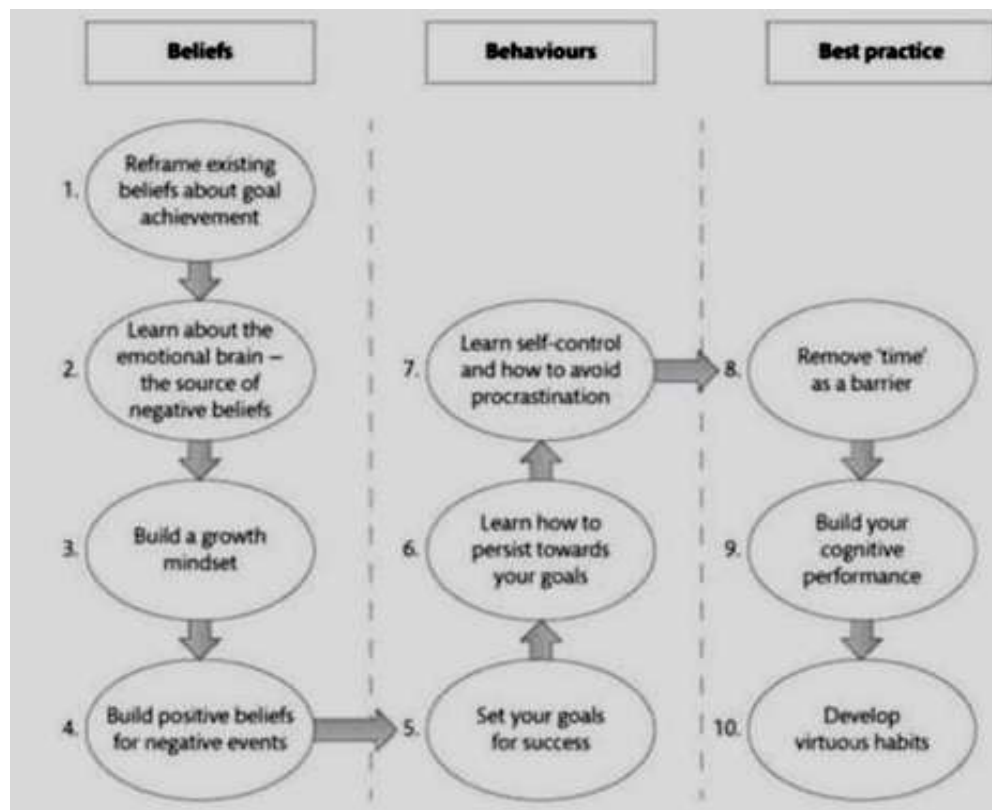 Beliefs
Behaviours
Best practice
1.
Reframe existing
beliefs about goal
achievement
2.
Learn about the
emotional brain –
the source of
negative beliefs
3.
Build a growth
mindset
4.
Build positive beliefs
for negative events
5.
Set your goals
for success
6.
Learn how to
persist towards
your goals
7.
Learn self-control
and how to avoid
procrastination
8.
Remove 'time'
as a barrier
9.
Build your
cognitive
performance
10.
Develop
virtuous habits